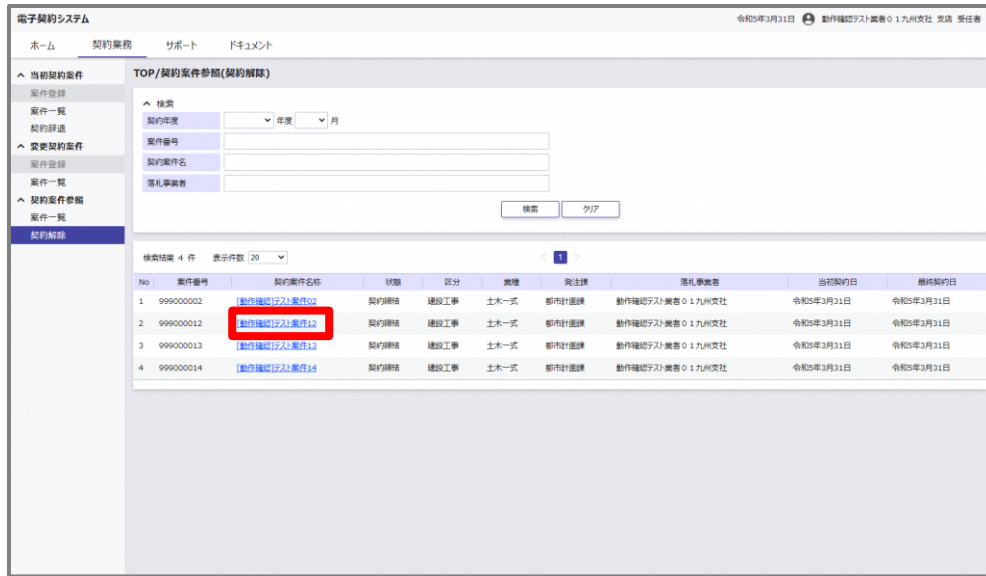 電子契約システム 令和5年3月31日 動作確認テスト業者01九州支社 支店 受任者
ホーム 契約業務 サポート ドキュメント
TOP/契約案件参照(契約解除)
当初契約案件
案件登録
案件一覧
契約辞退
変更契約案件
案件登録
案件一覧
契約案件参照
案件一覧
契約解除
検索
契約年度 年度 月
案件番号
契約案件名
落札事業者
検索 クリア
検索結果 4 件 表示件数 20 < 1 >
No 案件番号 契約案件名称 状態 区分 業種 発注課 落札事業者 当初契約日 最終契約日
1 999000002 [動作確認]テスト案件02 契約締結 建設工事 土木一式 都市計画課 動作確認テスト業者01九州支社 令和5年3月31日 令和5年3月31日
2 999000012 [動作確認]テスト案件12 契約締結 建設工事 土木一式 都市計画課 動作確認テスト業者01九州支社 令和5年3月31日 令和5年3月31日
3 999000013 [動作確認]テスト案件13 契約締結 建設工事 土木一式 都市計画課 動作確認テスト業者01九州支社 令和5年3月31日 令和5年3月31日
4 999000014 [動作確認]テスト案件14 契約締結 建設工事 土木一式 都市計画課 動作確認テスト業者01九州支社 令和5年3月31日 令和5年3月31日